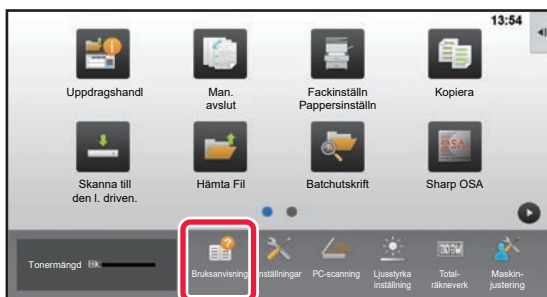 13:54
Uppdragshandl
Man.
avslut
Fackinställn
Pappersinställn
Kopiera
Skanna till
den l. driven.
Hämta Fil
Batchutskrift
Sharp OSA
Tonermängd Bk:
Bruksanvisning
Inställningar
PC-scanning
Ljusstyrka
inställning
Total-
räkneverk
Maskin-
justering